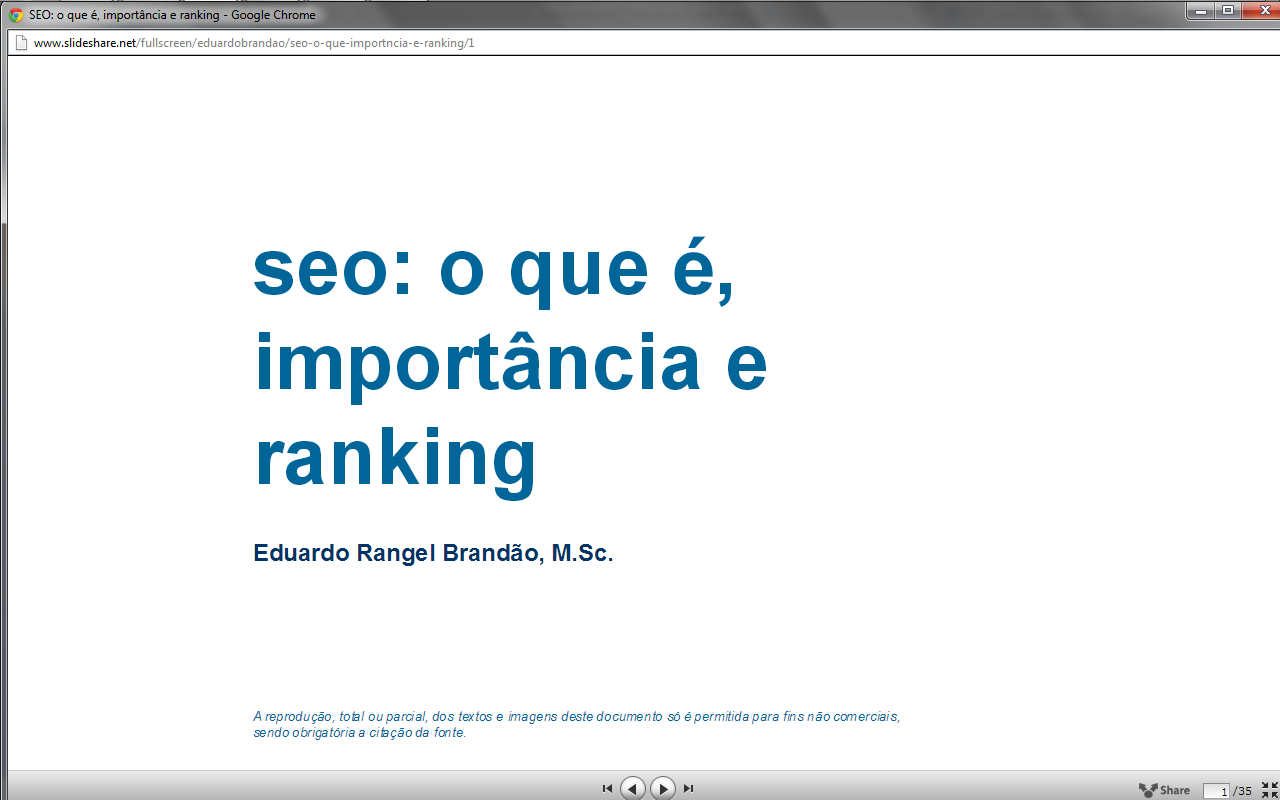 SEO: o que é, importância e ranking - Google Chrome
www.slideshare.net/fullscreen/eduardobrandao/seo-o-que-importncia-e-ranking/1
seo: o que é,
importância e
ranking
Eduardo Rangel Brandão, M.Sc.
A reprodução, total ou parcial, dos textos e imagens deste documento só é permitida para fins não comerciais,
sendo obrigatória a citação da fonte.
Share 1 /35